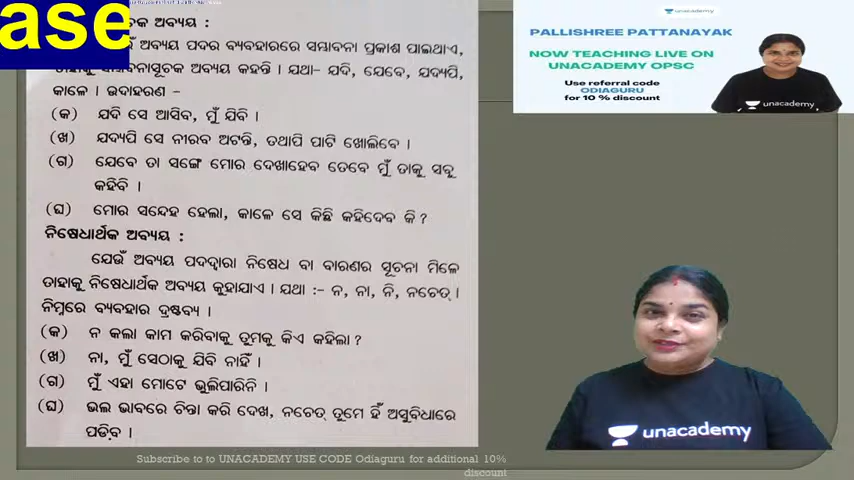 ase
ଅବ୍ୟୟ :
ଅବ୍ୟୟ ପଦର ବ୍ୟବହାରରେ ସମ୍ଭାବନା ପ୍ରକାଶ ପାଇଥାଏ,
ତାହାକୁ ସମ୍ଭାବନାସୂଚକ ଅବ୍ୟୟ କହନ୍ତି । ଯଥା– ଯଦି, ଯେବେ, ଯଦ୍ୟପି,
କାଳେ । ଉଦାହରଣ –
(କ) ଯଦି ସେ ଆସିବ, ମୁଁ ଯିବି ।
(ଖ) ଯଦ୍ୟପି ସେ ନୀରବ ଅଟନ୍ତି, ତଥାପି ପାଟି ଖୋଲିବେ ।
(ଗ) ଯେବେ ତା ସଙ୍ଗେ ମୋର ଦେଖାହେବ ତେବେ ମୁଁ ତାକୁ ସବୁ
କହିବି ।
(ଘ) ମୋର ସନ୍ଦେହ ହେଲା, କାଳେ ସେ କିଛି କହିଦେବ କି ?
ନିଷେଧାର୍ଥକ ଅବ୍ୟୟ :
ଯେଉଁ ଅବ୍ୟୟ ପଦଦ୍ୱାରା ନିଷେଧ ବା ବାରଣର ସୂଚନା ମିଳେ
ତାହାକୁ ନିଷେଧାର୍ଥକ ଅବ୍ୟୟ କୁହାଯାଏ । ଯଥା :- ନ, ନା, ନି, ନଚେତ୍ ।
ନିମ୍ନରେ ବ୍ୟବହାର ଦ୍ରଷ୍ଟବ୍ୟ ।
(କ) ନ କଲା କାମ କରିବାକୁ ତୁମକୁ କିଏ କହିଲା ?
(ଖ) ନା, ମୁଁ ସେଠାକୁ ଯିବି ନାହିଁ ।
(ଗ) ମୁଁ ଏହା ମୋଟେ ଭୁଲିପାରିନି ।
(ଘ) ଭଲ ଭାବରେ ଚିନ୍ତା କରି ଦେଖ, ନଚେତ୍ ତୁମେ ହିଁ ଅସୁବିଧାରେ
ପଡ଼ିବ ।
unacademy
PALLISHREE PATTANAYAK
NOW TEACHING LIVE ON
UNACADEMY OPSC
Use referral code
ODIAGURU
for 10 % discount
unacademy
unacademy
Subscribe to to UNACADEMY USE CODE Odiaguru for additional 10%
discount